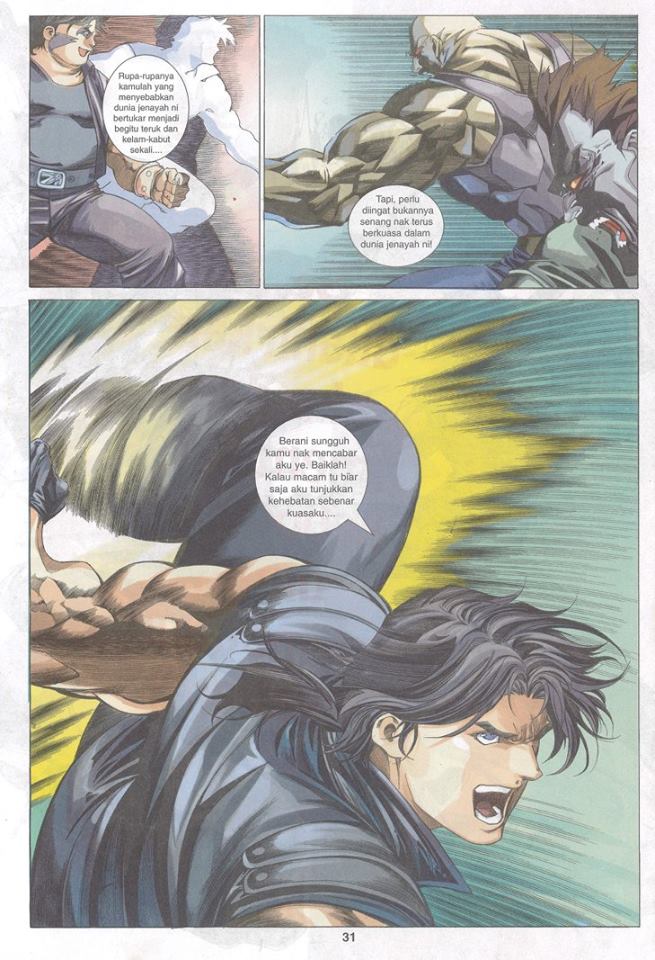 Rupa-rupanya
kamulah yang
menyebabkan
dunia jenayah ni
bertukar menjadi
begitu teruk dan
kelam-kabut
sekali....
Tapi, perlu
diingat bukannya
senang nak terus
berkuasa dalam
dunia jenayah ni!
Berani sungguh
kamu nak mencabar
aku ye. Baiklah!
Kalau macam tu biar
saja aku tunjukkan
kehebatan sebenar
kuasaku....
31